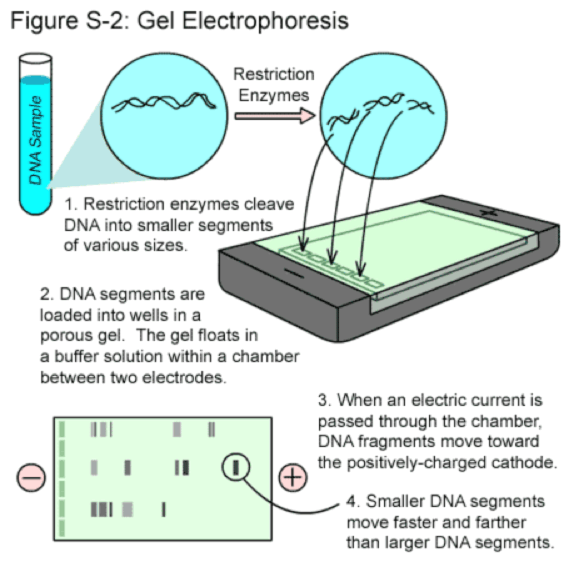 Figure S-2: Gel Electrophoresis
DNA Sample
Restriction
Enzymes
1. Restriction enzymes cleave
DNA into smaller segments
of various sizes.
+
−
2. DNA segments are
loaded into wells in a
porous gel. The gel floats in
a buffer solution within a chamber
between two electrodes.
3. When an electric current is
passed through the chamber,
DNA fragments move toward
the positively-charged cathode.
−
+
4. Smaller DNA segments
move faster and farther
than larger DNA segments.